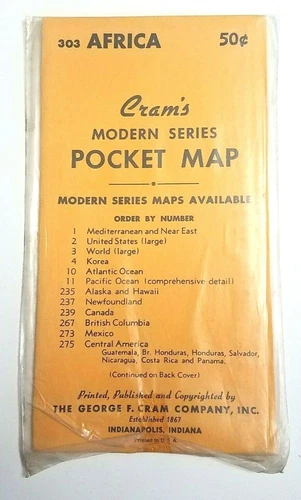 303 AFRICA 50¢
Cram's
MODERN SERIES
POCKET MAP
MODERN SERIES MAPS AVAILABLE
ORDER BY NUMBER
1 Mediterranean and Near East
2 United States (large)
3 World (large)
4 Korea
10 Atlantic Ocean
11 Pacific Ocean (comprehensive detail)
235 Alaska and Hawaii
237 Newfoundland
239 Canada
267 British Columbia
273 Mexico
275 Central America
Guatemala, Br. Honduras, Honduras, Salvador,
Nicaragua, Costa Rica and Panama.
(Continued on Back Cover)
Printed, Published and Copyrighted by
THE GEORGE F. CRAM COMPANY, INC.
Established 1867
INDIANAPOLIS, INDIANA
Printed in U. S. A.